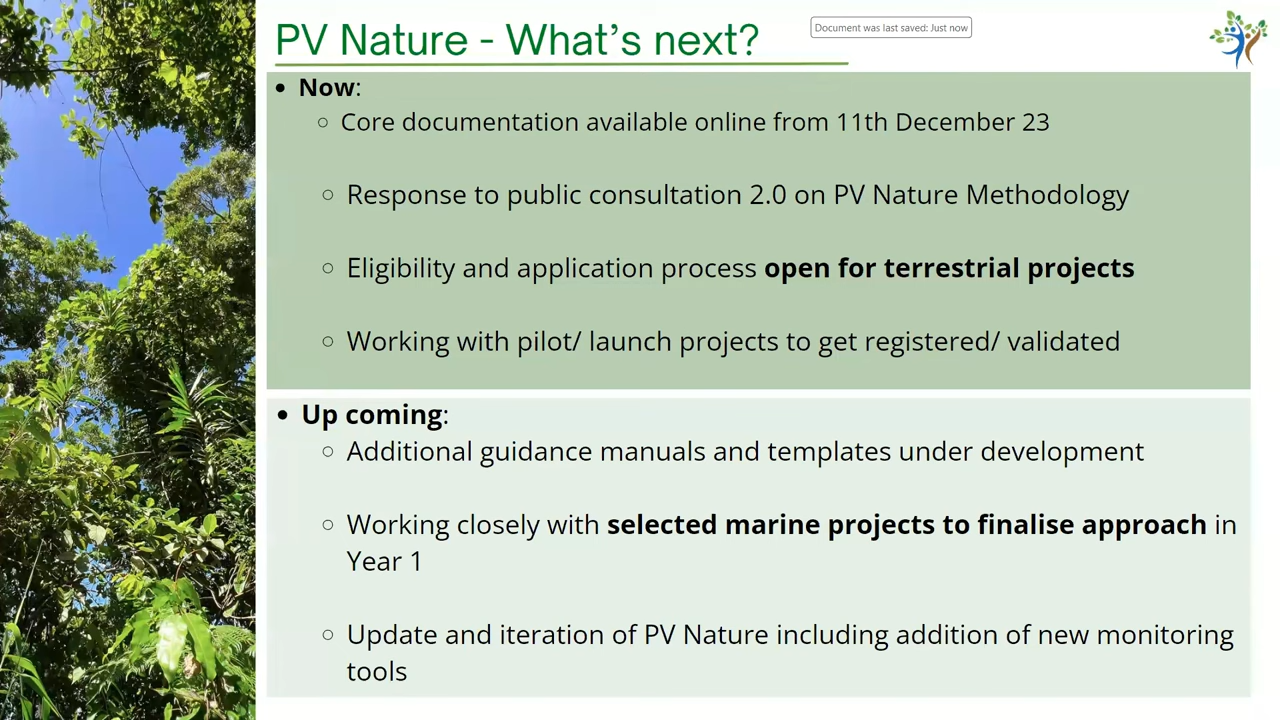 PV Nature - What's next?
Document was last saved: Just now
• Now:
○ Core documentation available online from 11th December 23
○ Response to public consultation 2.0 on PV Nature Methodology
○ Eligibility and application process open for terrestrial projects
○ Working with pilot/ launch projects to get registered/ validated
• Up coming:
○ Additional guidance manuals and templates under development
○ Working closely with selected marine projects to finalise approach in
Year 1
○ Update and iteration of PV Nature including addition of new monitoring
tools